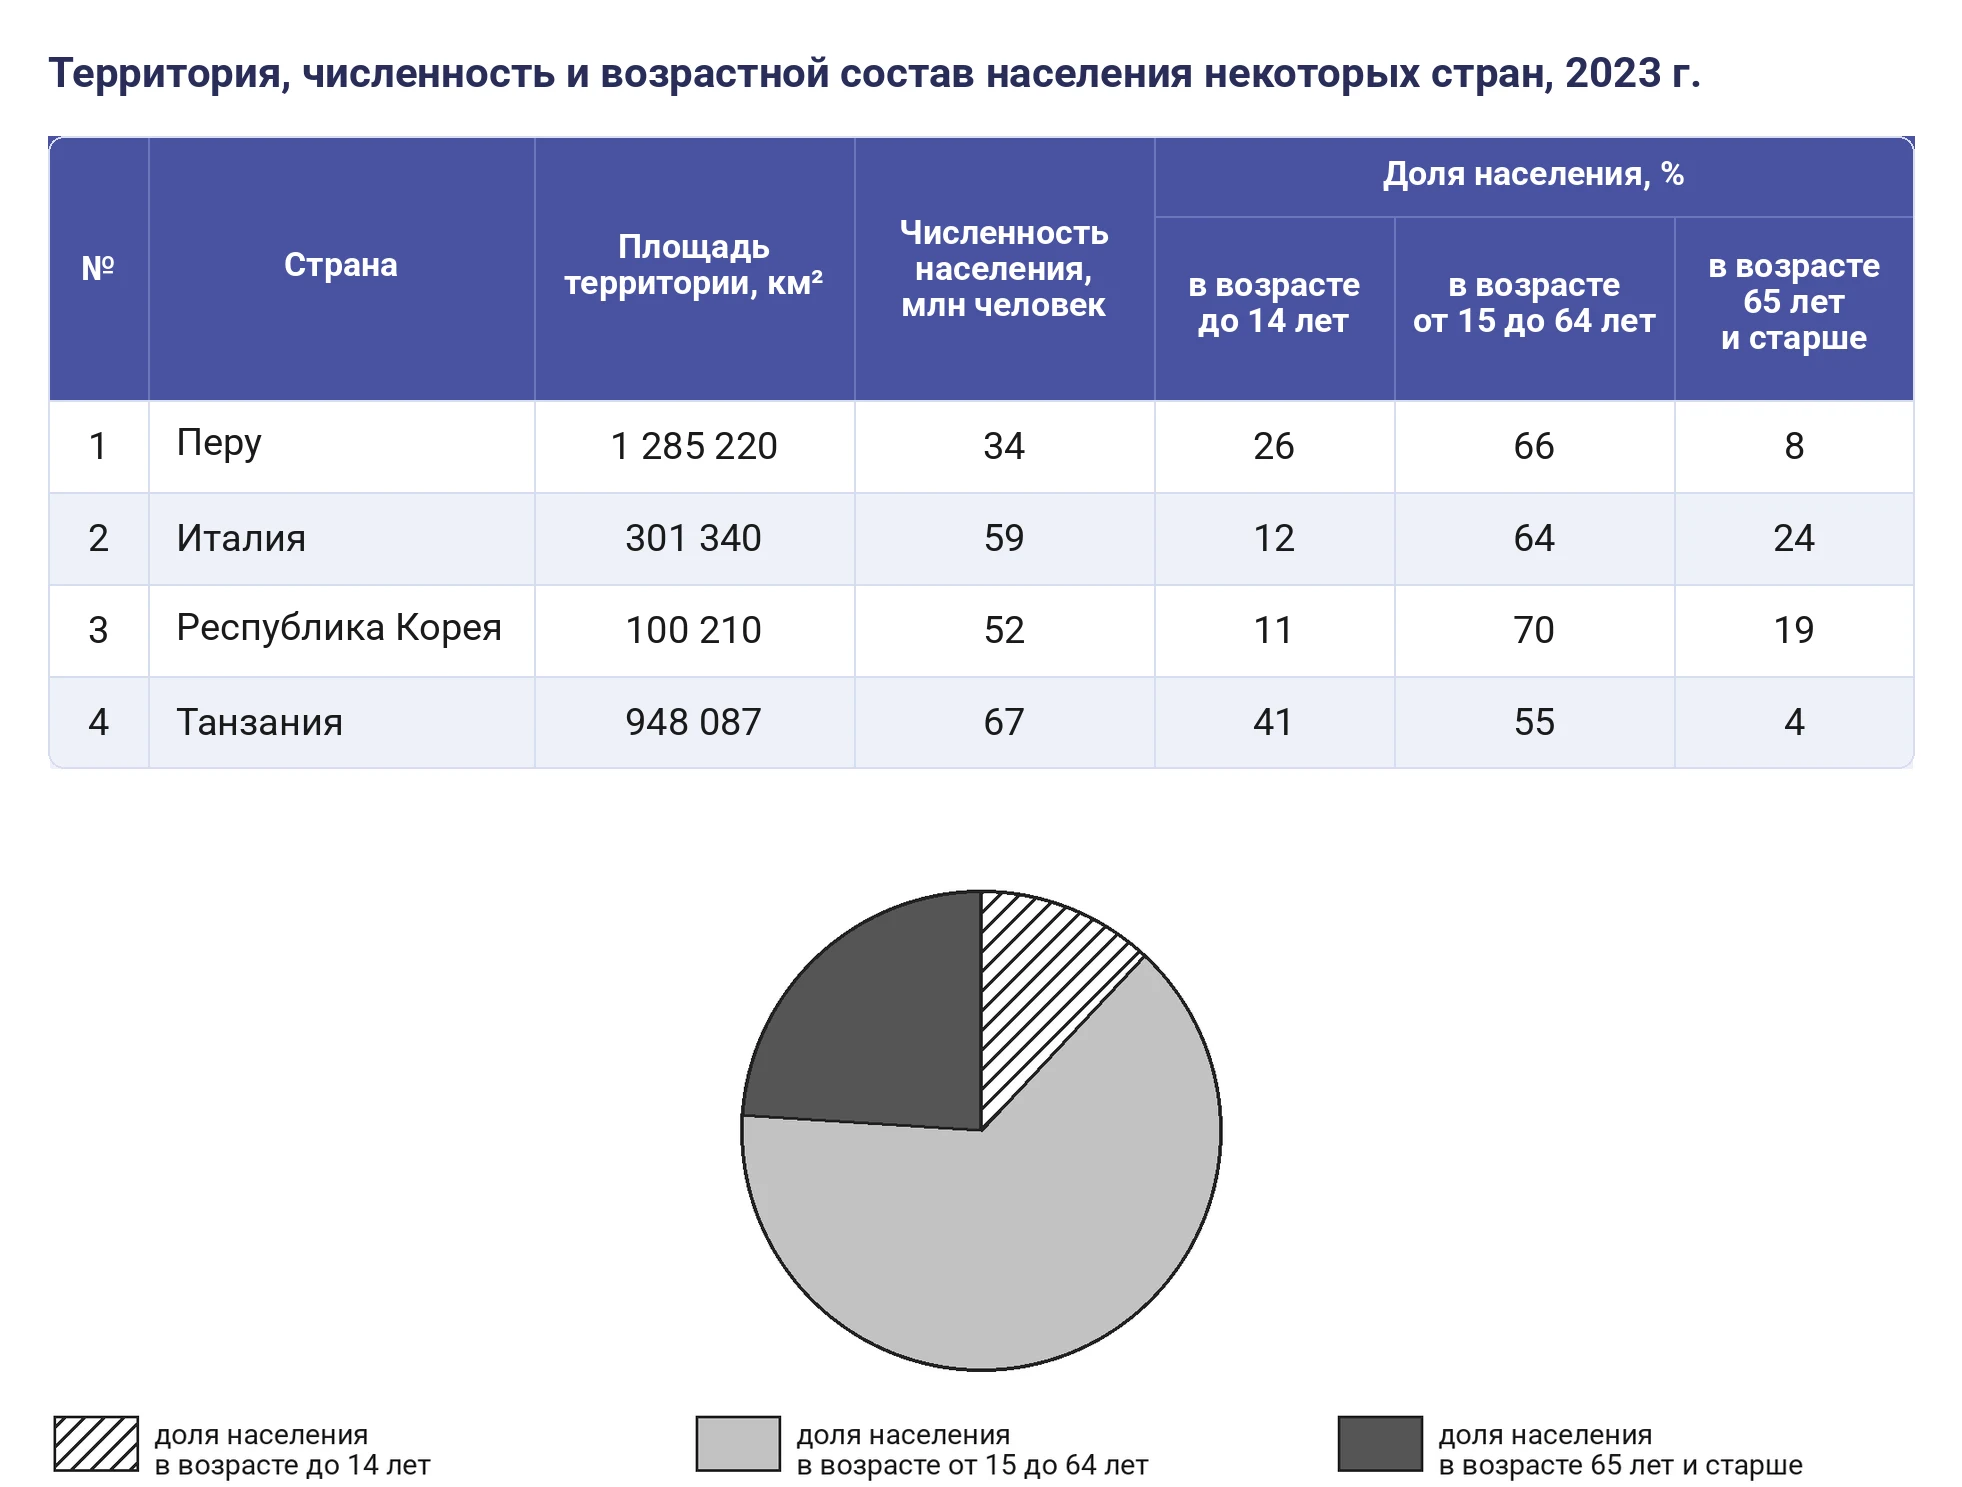 Территория, численность и возрастной состав населения некоторых стран, 2023 г.
№
Страна
Площадь
территории, км²
Численность
населения,
млн человек
Доля населения, %
в возрасте
до 14 лет
в возрасте
от 15 до 64 лет
в возрасте
65 лет
и старше
1 Перу 1 285 220 34 26 66 8
2 Италия 301 340 59 12 64 24
3 Республика Корея 100 210 52 11 70 19
4 Танзания 948 087 67 41 55 4
доля населения
в возрасте до 14 лет
доля населения
в возрасте от 15 до 64 лет
доля населения
в возрасте 65 лет и старше